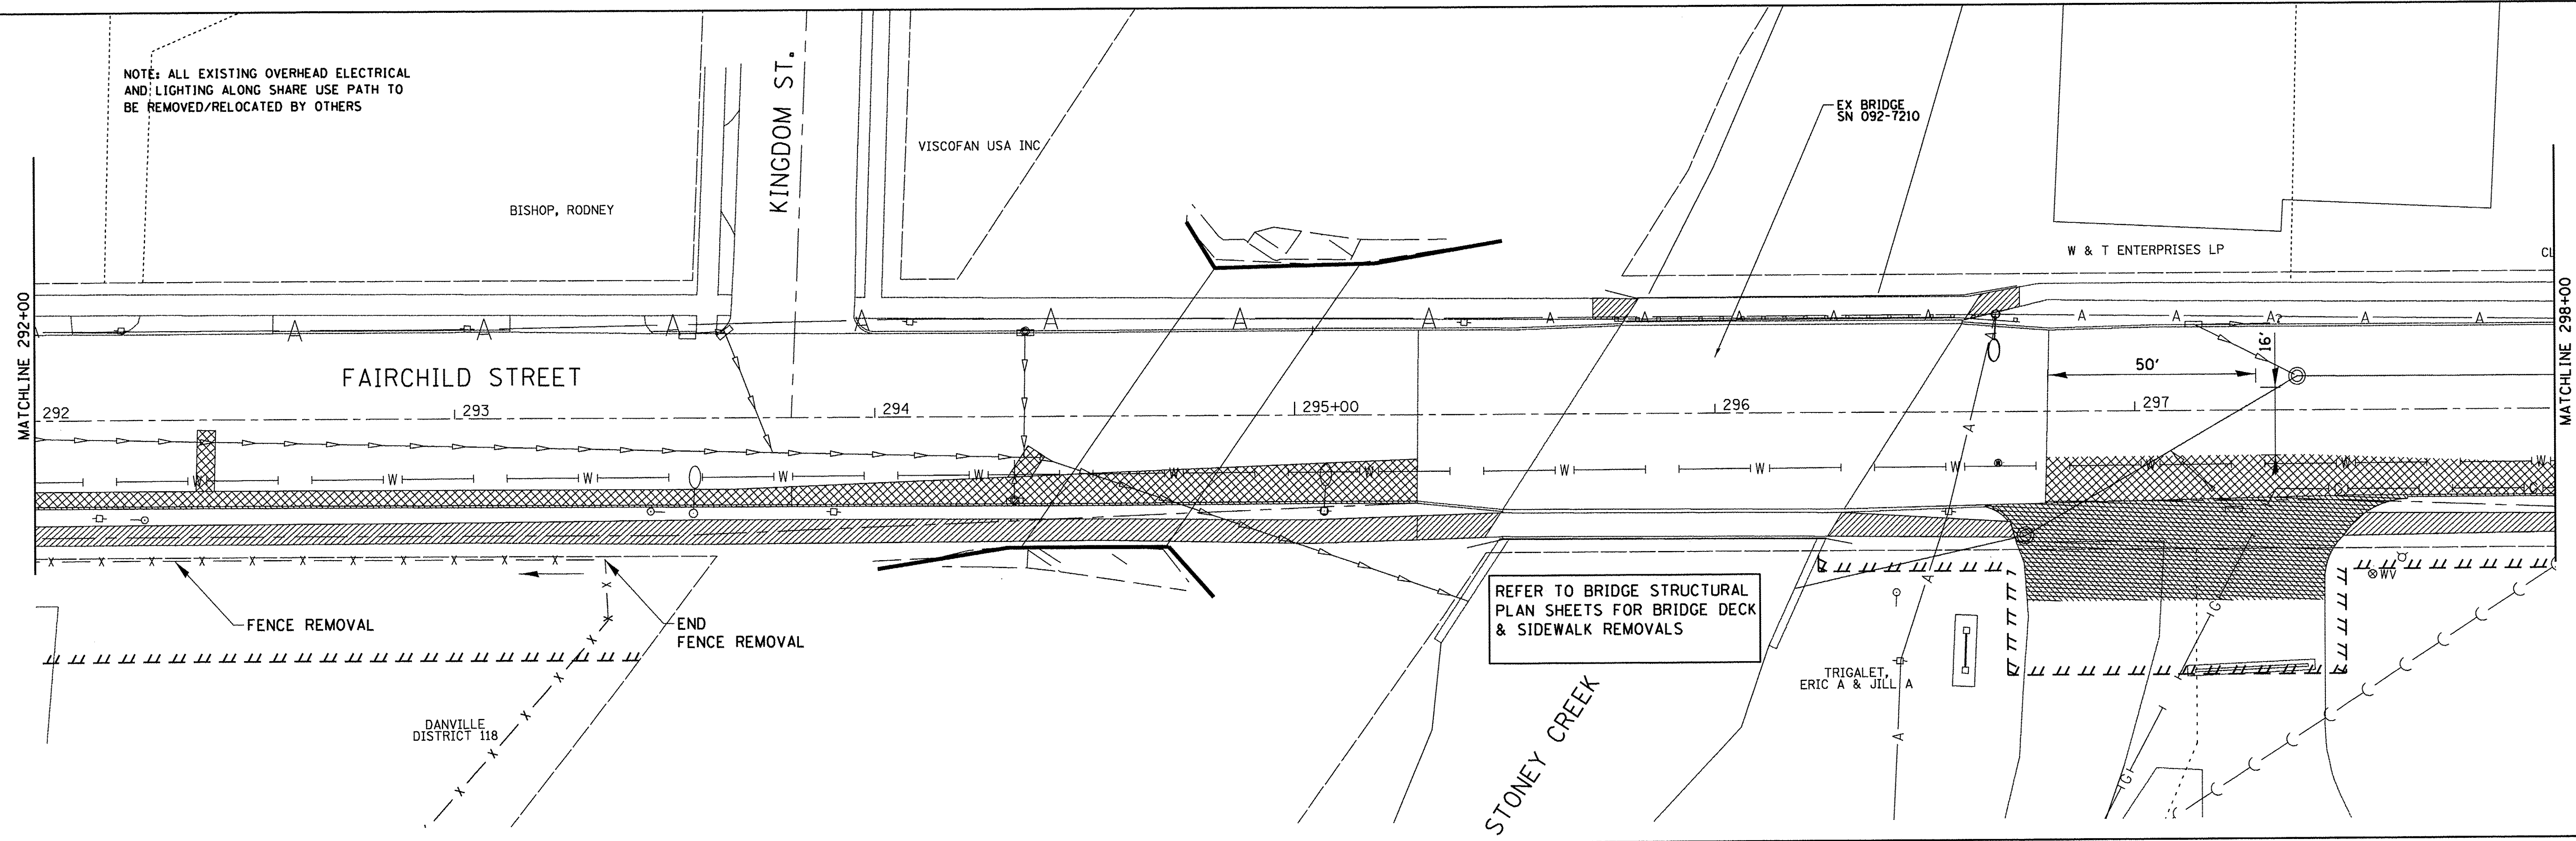 NOTE: ALL EXISTING OVERHEAD ELECTRICAL
AND LIGHTING ALONG SHARE USE PATH TO
BE REMOVED/RELOCATED BY OTHERS
KINGDOM ST.
VISCOFAN USA INC
BISHOP, RODNEY
EX BRIDGE
SN 092-7210
W & T ENTERPRISES LP
CL
MATCHLINE 292+00
MATCHLINE 298+00
A A A A A A A A A A A A A A A A? A A
FAIRCHILD STREET
50'
16'
292
293
294
295+00
296
297
W W W W W W W W W W W W W
A
G
G
X X X X X X X X X X X
FENCE REMOVAL
END
FENCE REMOVAL
X
X
X
X
X
A
WV
REFER TO BRIDGE STRUCTURAL
PLAN SHEETS FOR BRIDGE DECK
& SIDEWALK REMOVALS
G
TRIGALET,
ERIC A & JILL A
DANVILLE
DISTRICT 118
A
STONEY CREEK
G